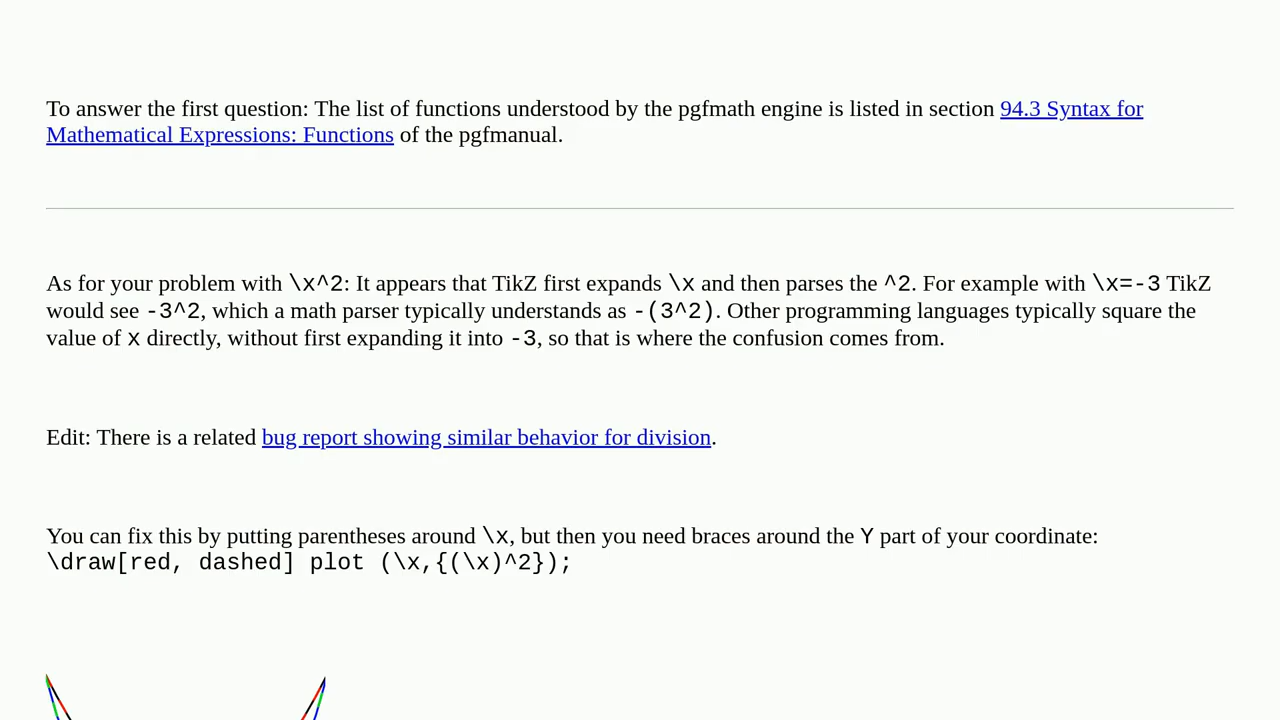 To answer the first question: The list of functions understood by the pgfmath engine is listed in section 94.3 Syntax for
Mathematical Expressions: Functions of the pgfmanual.
As for your problem with \x^2: It appears that TikZ first expands \x and then parses the ^2. For example with \x=-3 TikZ
would see -3^2, which a math parser typically understands as -(3^2). Other programming languages typically square the
value of x directly, without first expanding it into -3, so that is where the confusion comes from.
Edit: There is a related bug report showing similar behavior for division.
You can fix this by putting parentheses around \x, but then you need braces around the Y part of your coordinate:
\draw[red, dashed] plot (\x,{(\x)^2});